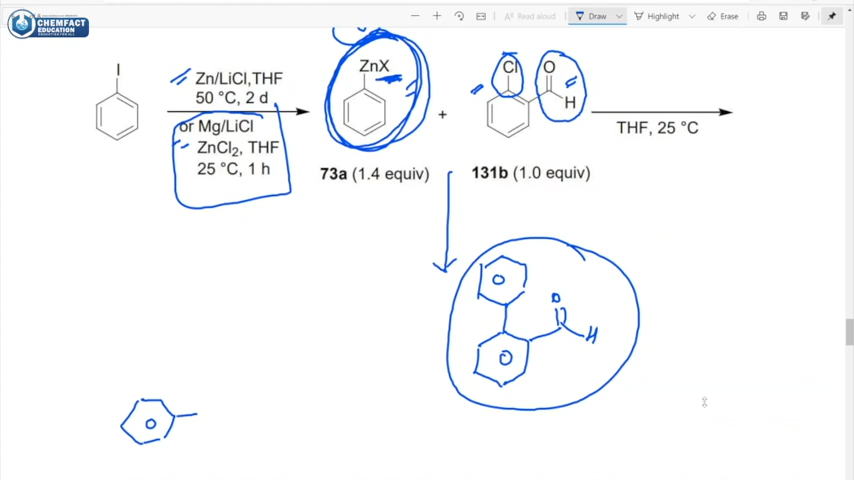 CHEMFACT
EDUCATION
Read aloud
Draw
Highlight
Erase
I
Zn/LiCl,THF
50 °C, 2 d
or Mg/LiCl
ZnCl2, THF
25 °C, 1 h
ZnX
+
Cl
O
H
THF, 25 °C
73a (1.4 equiv)
131b (1.0 equiv)
O
H